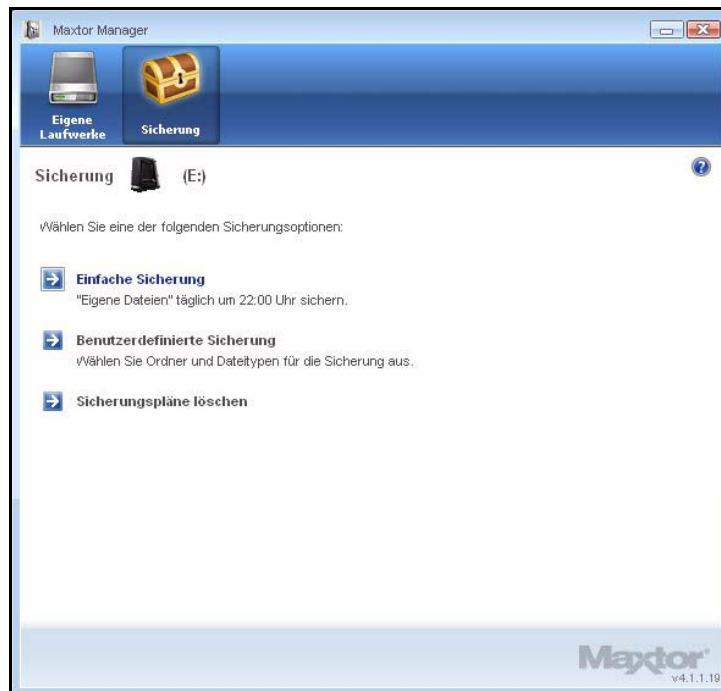 Maxtor Manager
Eigene
Laufwerke
Sicherung
Sicherung (E:)
Wählen Sie eine der folgenden Sicherungsoptionen:
Einfache Sicherung
"Eigene Dateien" täglich um 22:00 Uhr sichern.
Benutzerdefinierte Sicherung
Wählen Sie Ordner und Dateitypen für die Sicherung aus.
Sicherungspläne löschen
Maxtor
v4.1.1.19